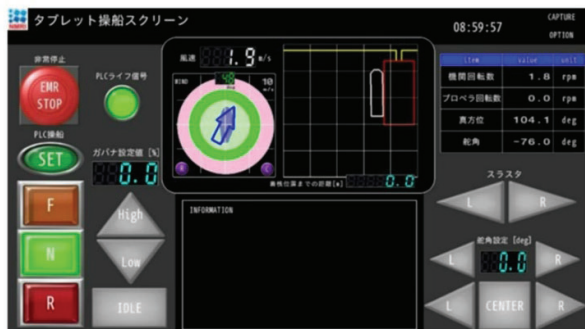 タブレット操船スクリーン
08:59:57
CAPTURE
OPTION
非常停止
EMR
STOP
PLCライフ信号
PLC操船
SET
ガバナ設定値 [%]
0.0
F
N
R
High
Low
IDLE
風速
1.9 m/s
WIND
10
m/s
着桟位置までの距離[m]
0.0
INFORMATION
Item value unit
機関回転数 1.8 rpm
プロペラ回転数 0.0 rpm
真方位 104.1 deg
舵角 -76.0 deg
スラスタ
L R
舵角設定 [deg]
L 0.0 R
L CENTER R